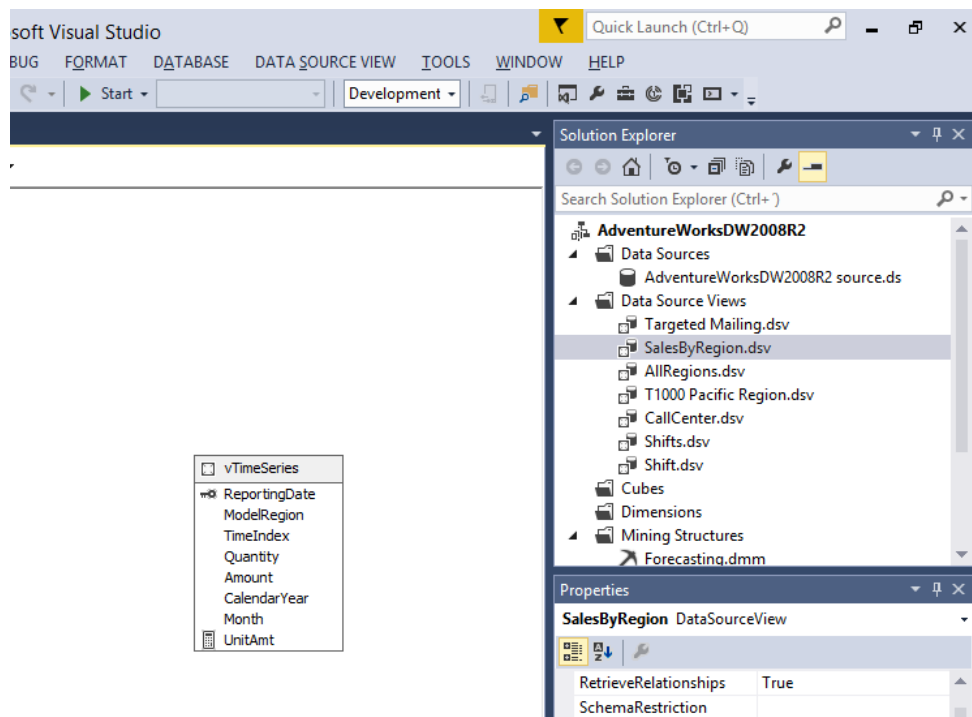 osoft Visual Studio
Quick Launch (Ctrl+Q)
BUG FORMAT DATABASE DATA SOURCE VIEW TOOLS WINDOW HELP
Start Development
Solution Explorer
Search Solution Explorer (Ctrl+¨)
AdventureWorksDW2008R2
Data Sources
AdventureWorksDW2008R2 source.ds
Data Source Views
Targeted Mailing.dsv
SalesByRegion.dsv
AllRegions.dsv
T1000 Pacific Region.dsv
CallCenter.dsv
Shifts.dsv
Shift.dsv
Cubes
Dimensions
Mining Structures
Forecasting.dmm
vTimeSeries
ReportingDate
ModelRegion
TimeIndex
Quantity
Amount
CalendarYear
Month
UnitAmt
Properties
SalesByRegion DataSourceView
RetrieveRelationships True
SchemaRestriction